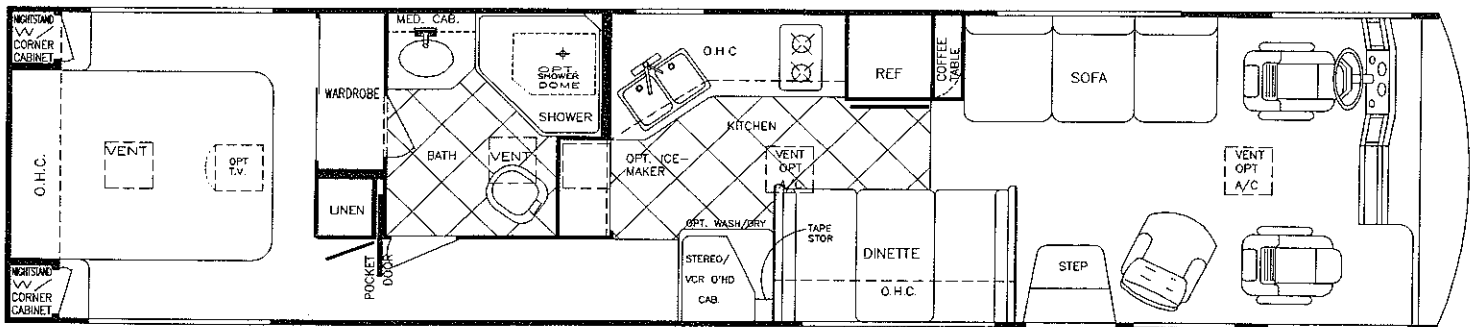 NIGHTSTAND
W/
CORNER
CABINET
O.H.C.
NIGHTSTAND
W/
CORNER
CABINET
VENT
OPT
T.V.
WARDROBE
LINEN
POCKET
DOOR
MED. CAB.
BATH
VENT
OPT.
SHOWER
DOME
SHOWER
O.H.C
KITCHEN
OPT. ICE-
MAKER
VENT
OPT
OPT. WASH/DRY
STEREO/
VCR O'HD
CAB.
TAPE
STOR
DINETTE
O.H.C.
REF
COFFEE
TABLE
SOFA
VENT
OPT
A/C
STEP